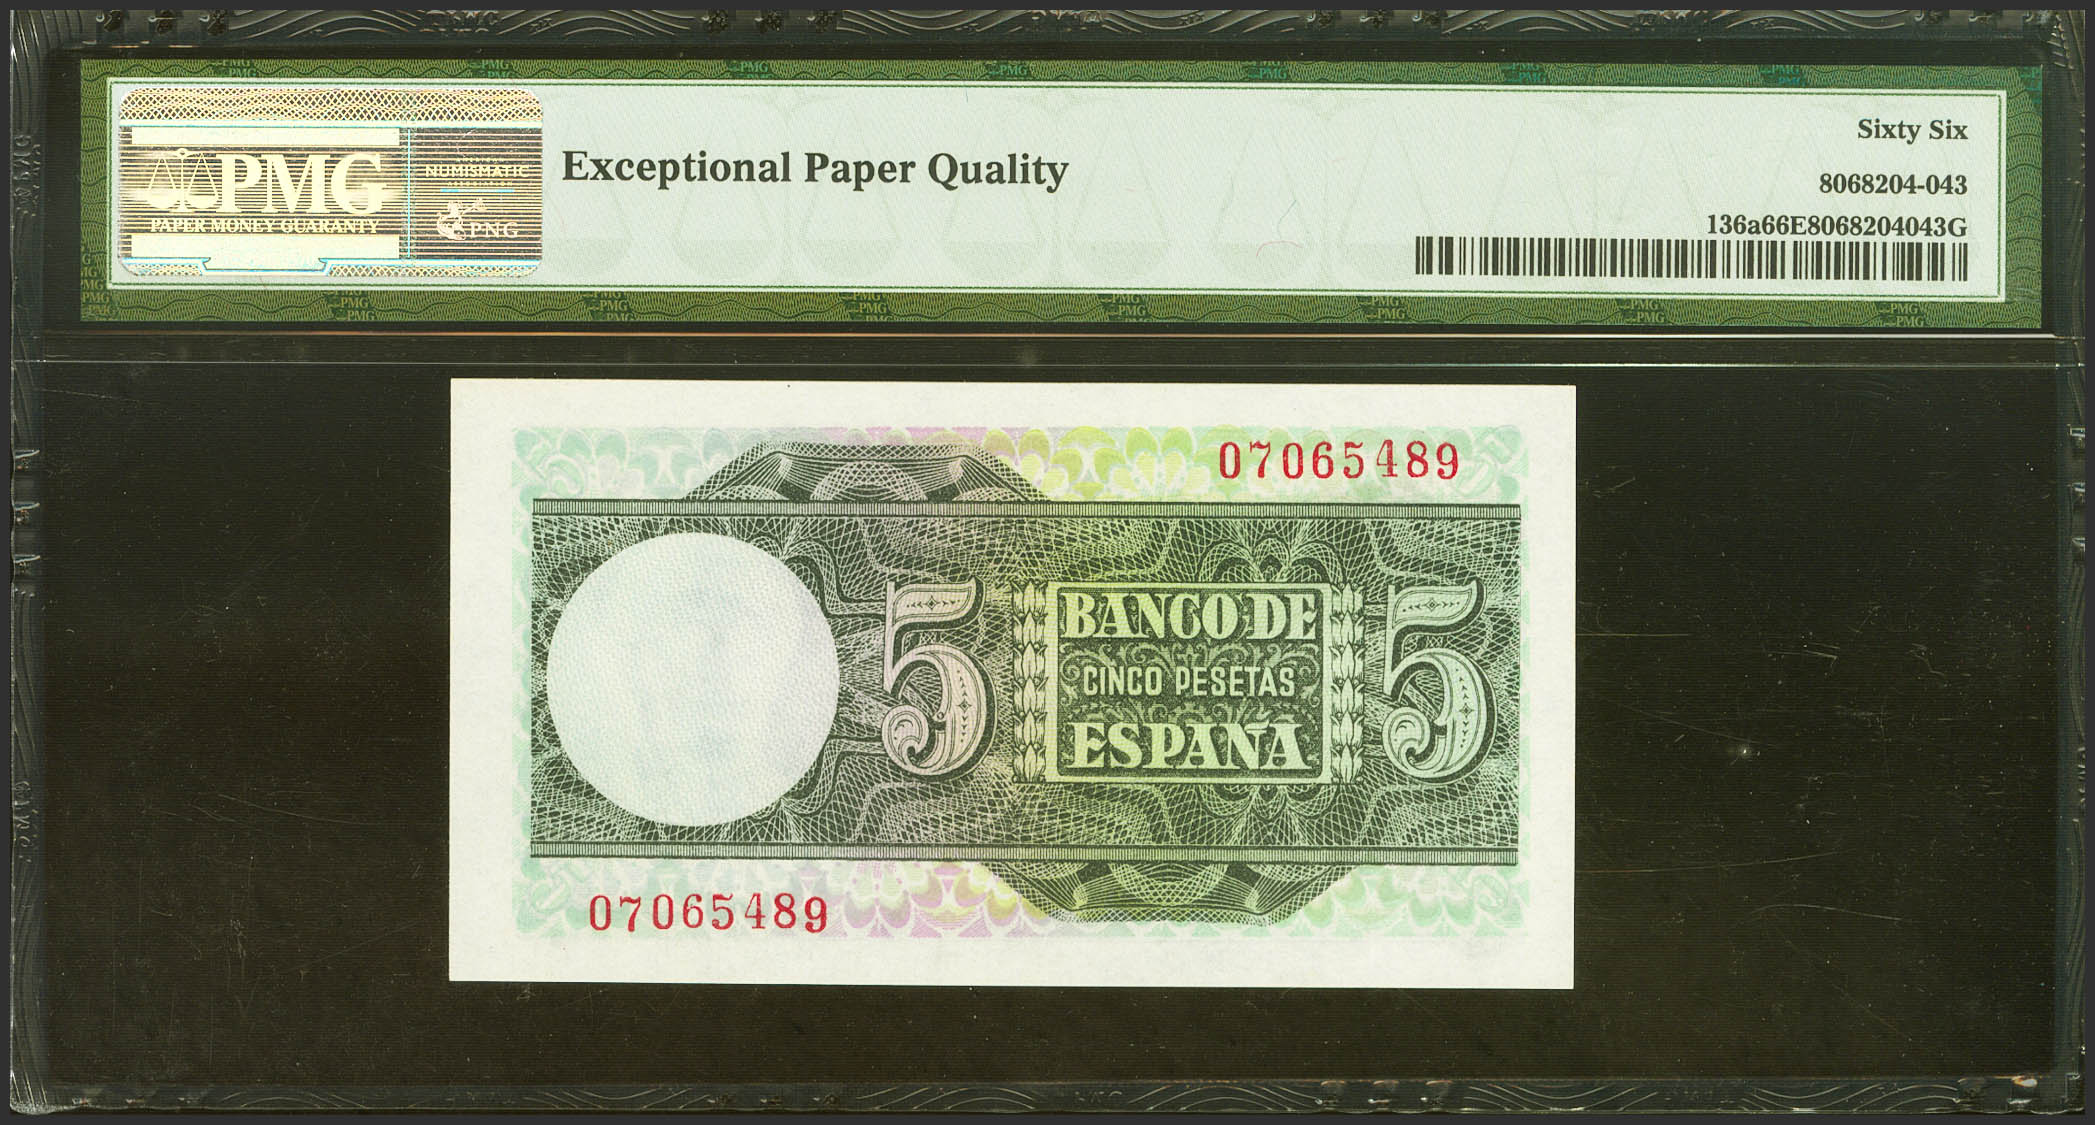 PMG
PAPER MONEY GUARANTY
NUMISMATIC
PNG
Exceptional Paper Quality
Sixty Six
8068204-043
136a66E8068204043G
07065489
5
BANCO DE
CINCO PESETAS
ESPAÑA
5
07065489